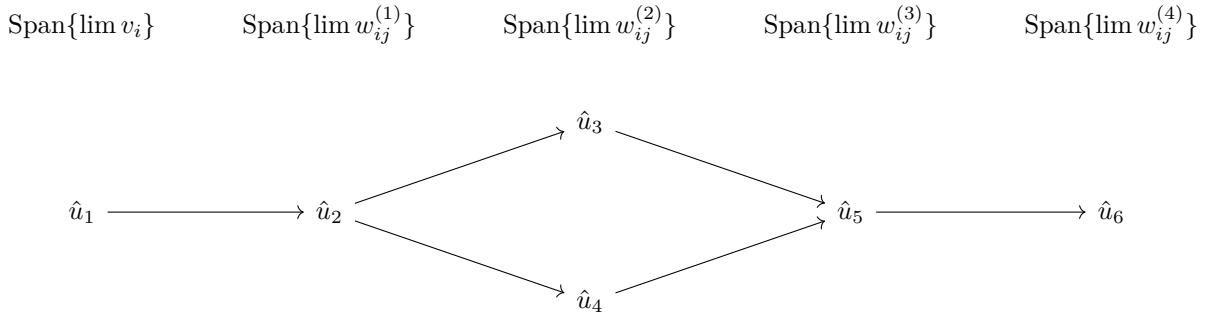 Span{lim v_i} Span{lim w_{ij}^{(1)}} Span{lim w_{ij}^{(2)}} Span{lim w_{ij}^{(3)}} Span{lim w_{ij}^{(4)}}
û_3
û_1 û_2 û_5 û_6
û_4